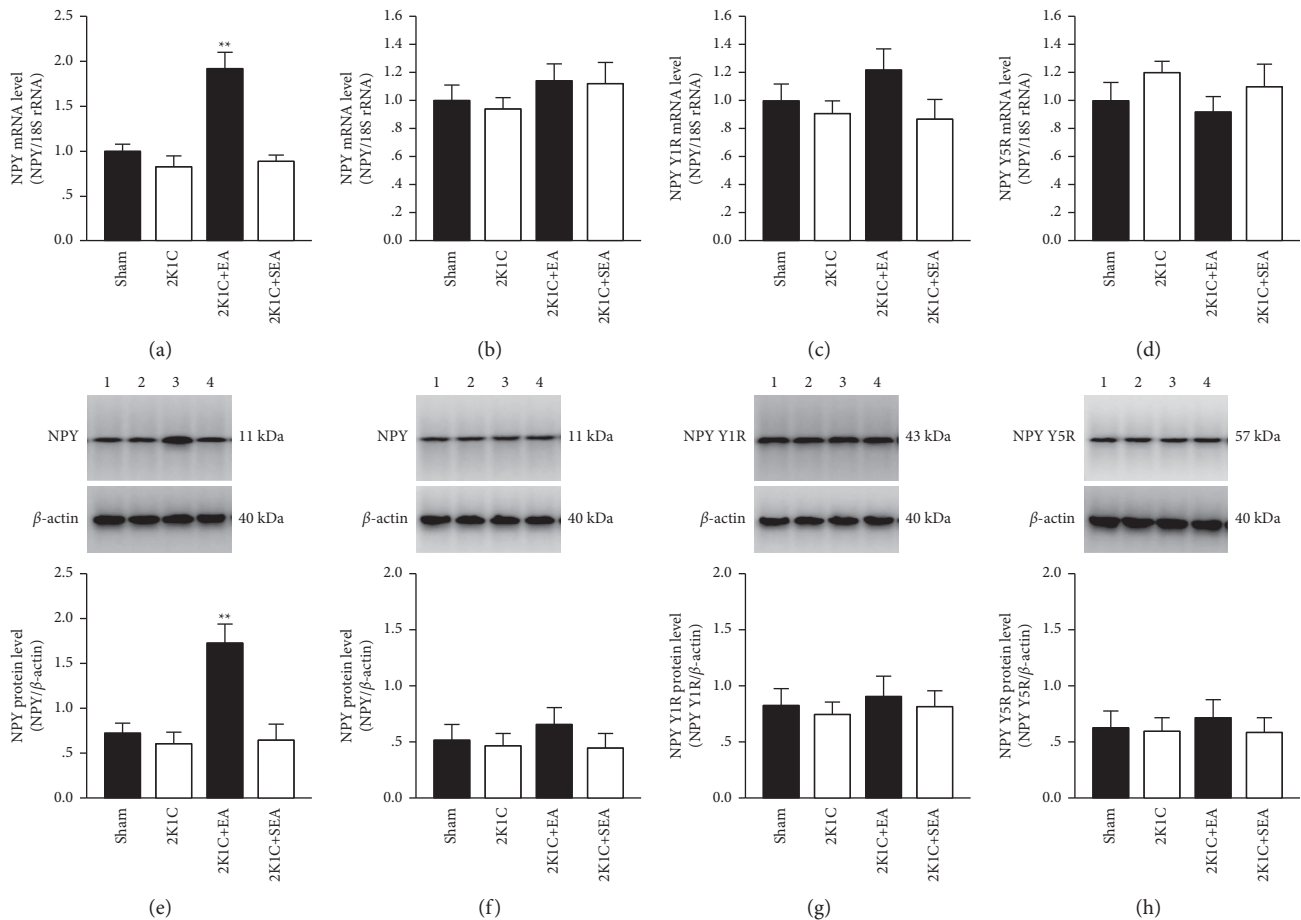 2.5
2.0
1.5
1.0
.5
0.0
NPY mRNA level
(NPY/18S rRNA)
**
Sham
2K1C
2K1C+EA
2K1C+SEA
(a)
1.6
1.4
1.2
1.0
.8
.6
.4
.2
0.0
NPY mRNA level
(NPY/18S rRNA)
Sham
2K1C
2K1C+EA
2K1C+SEA
(b)
1.6
1.4
1.2
1.0
.8
.6
.4
.2
0.0
NPY Y1R mRNA level
(NPY/18S rRNA)
Sham
2K1C
2K1C+EA
2K1C+SEA
(c)
1.6
1.4
1.2
1.0
.8
.6
.4
.2
0.0
NPY Y5R mRNA level
(NPY/18S rRNA)
Sham
2K1C
2K1C+EA
2K1C+SEA
(d)
1 2 3 4
NPY 11 kDa
β-actin 40 kDa
2.5
2.0
1.5
1.0
.5
0.0
NPY protein level
(NPY/β-actin)
**
Sham
2K1C
2K1C+EA
2K1C+SEA
(e)
1 2 3 4
NPY 11 kDa
β-actin 40 kDa
2.0
1.5
1.0
.5
0.0
NPY protein level
(NPY/β-actin)
Sham
2K1C
2K1C+EA
2K1C+SEA
(f)
1 2 3 4
NPY Y1R 43 kDa
β-actin 40 kDa
2.0
1.5
1.0
.5
0.0
NPY Y1R protein level
(NPY Y1R/β-actin)
Sham
2K1C
2K1C+EA
2K1C+SEA
(g)
1 2 3 4
NPY Y5R 57 kDa
β-actin 40 kDa
2.0
1.5
1.0
.5
0.0
NPY Y5R protein level
(NPY Y5R/β-actin)
Sham
2K1C
2K1C+EA
2K1C+SEA
(h)